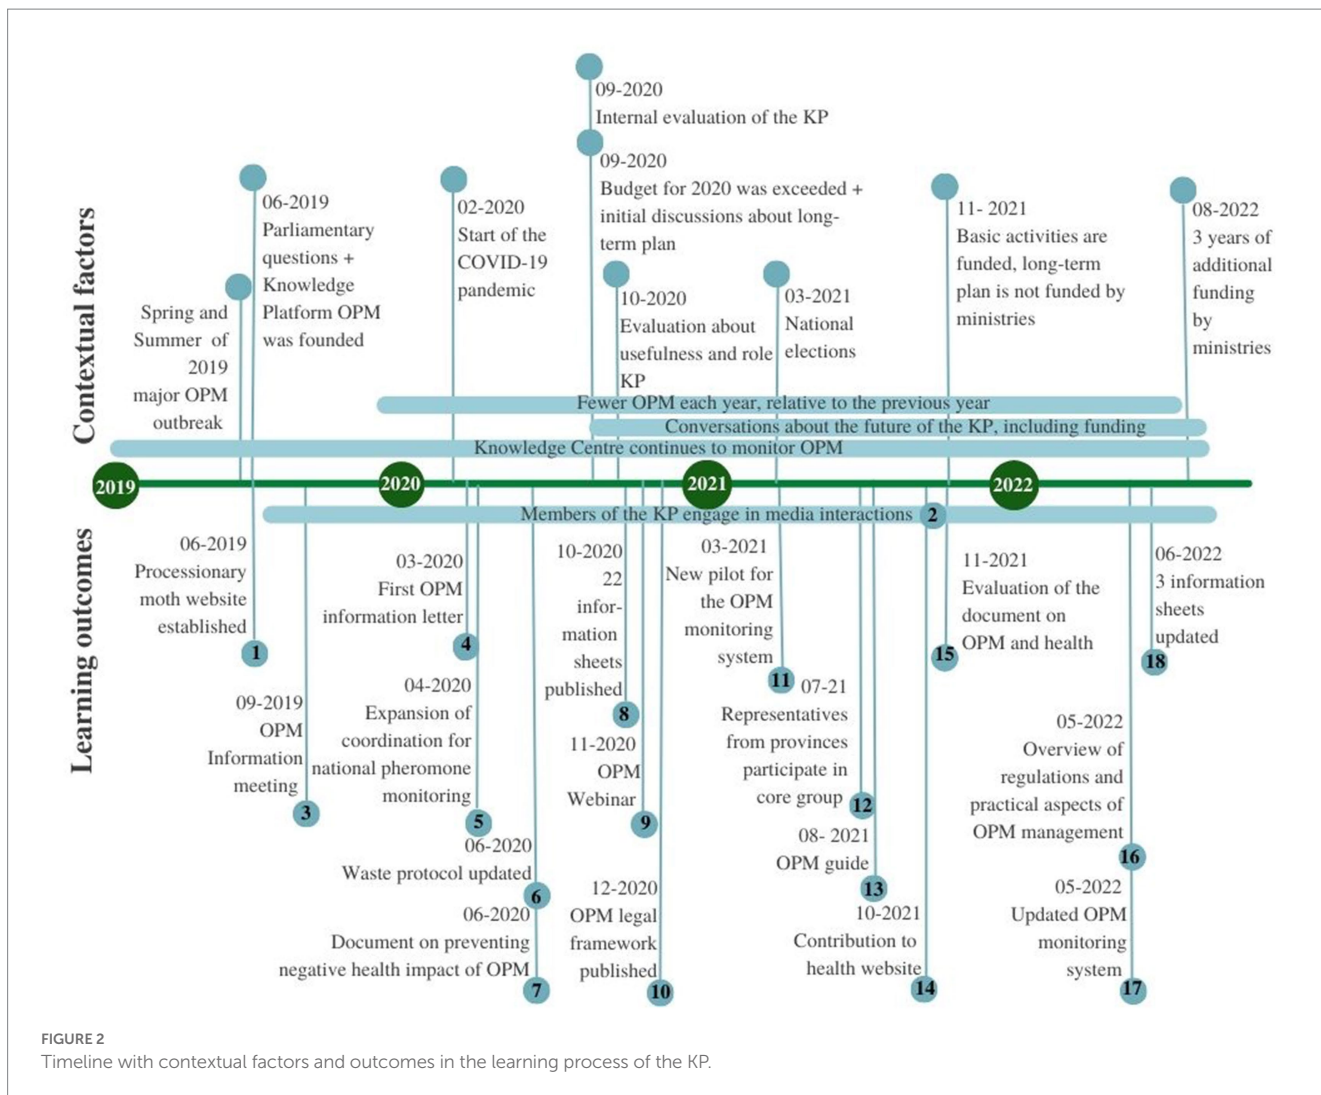 09-2020
Internal evaluation of the KP
09-2020
Budget for 2020 was exceeded +
initial discussions about long-
term plan
06-2019
Parliamentary
questions +
Knowledge
Platform OPM
was founded
02-2020
Start of the
COVID-19
pandemic
11- 2021
Basic activities are
funded, long-term
plan is not funded by
ministries
08-2022
3 years of
additional
funding
by
ministries
Contextual factors
Spring and
Summer of
2019
major OPM
outbreak
10-2020
Evaluation about
usefulness and role
KP
03-2021
National
elections
Fewer OPM each year, relative to the previous year
Conversations about the future of the KP, including funding
Knowledge Centre continues to monitor OPM
2019
2020
2021
2022
Members of the KP engage in media interactions
2
Learning outcomes
06-2019
Processionary
moth website
established
1
09-2019
OPM
Information
meeting
3
03-2020
First OPM
information letter
4
04-2020
Expansion of
coordination for
national pheromone
monitoring
5
06-2020
Waste protocol updated
6
06-2020
Document on preventing
negative health impact of OPM
7
10-2020
22
infor-
mation
sheets
published
8
11-2020
OPM
Webinar
9
12-2020
OPM legal
framework
published
10
03-2021
New pilot for
the OPM
monitoring
system
11
07-21
Representatives
from provinces
participate in
core group
12
08- 2021
OPM guide
13
10-2021
Contribution to
health website
14
11-2021
Evaluation of the
document on
OPM and health
15
05-2022
Overview of
regulations and
practical aspects of
OPM management
16
05-2022
Updated OPM
monitoring
system
17
06-2022
3 information
sheets
updated
18
FIGURE 2
Timeline with contextual factors and outcomes in the learning process of the KP.